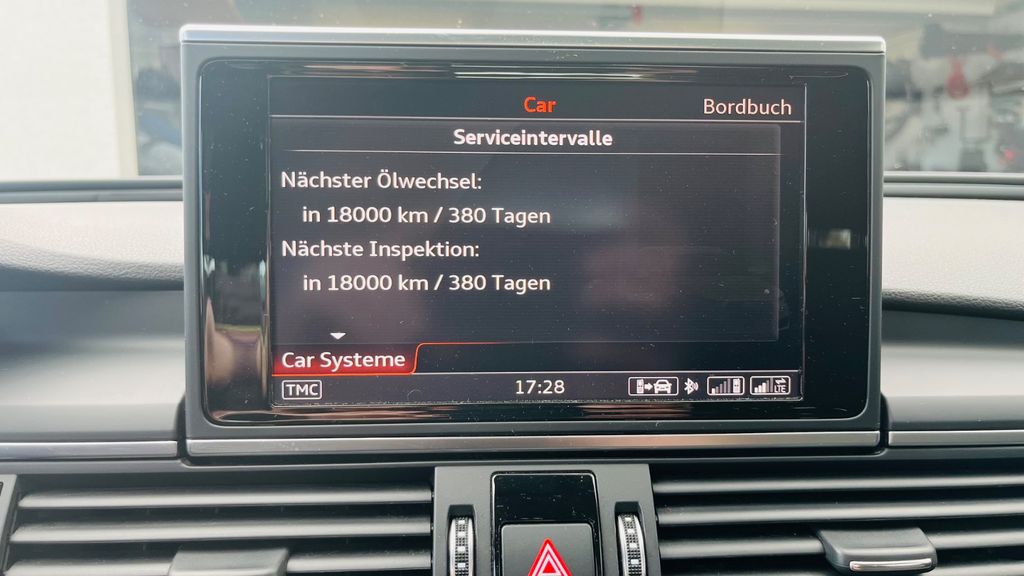 Car
Bordbuch
Serviceintervalle
Nächster Ölwechsel:
in 18000 km / 380 Tagen
Nächste Inspektion:
in 18000 km / 380 Tagen
Car Systeme
TMC
17:28
LTE